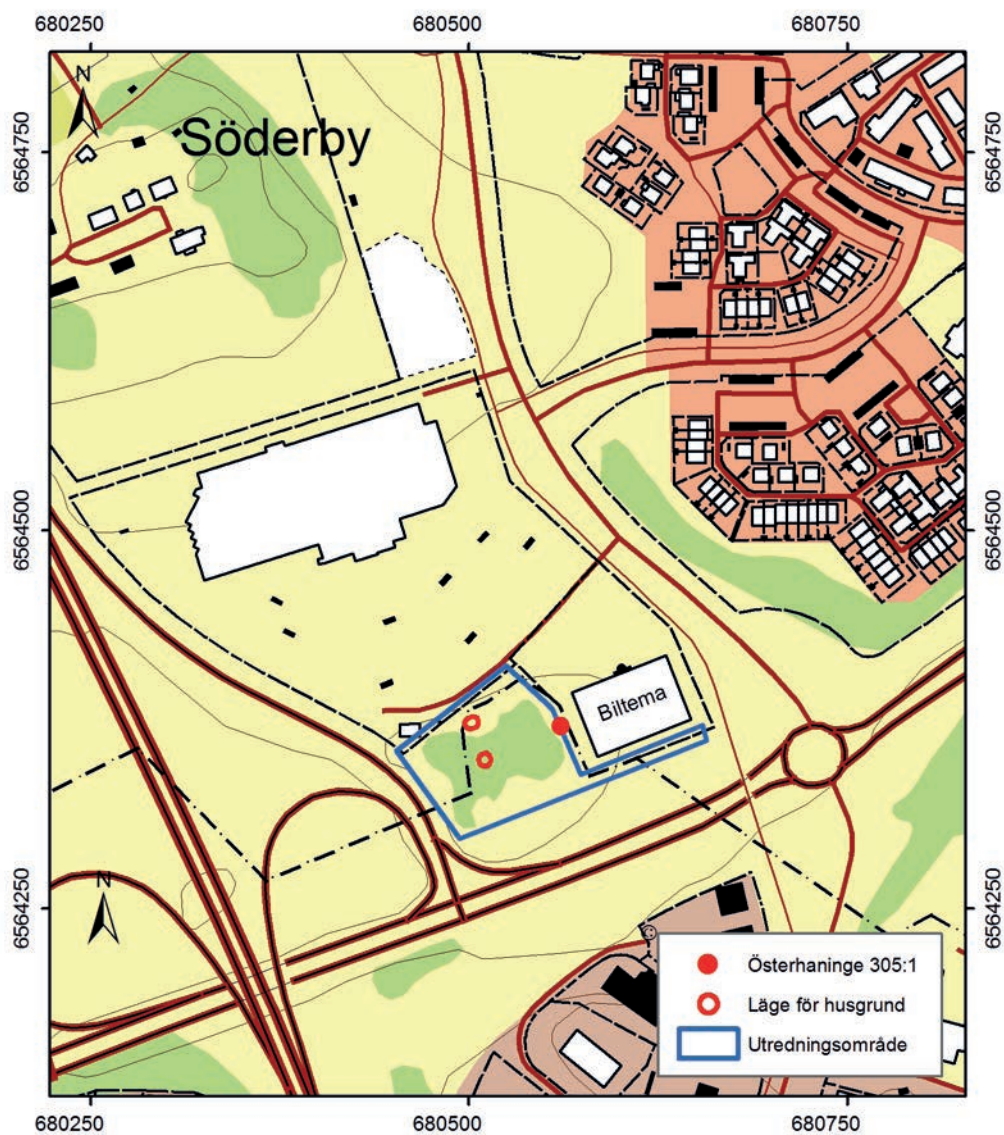 680250 680500 680750
N
Söderby
6564750 6564750
6564500 6564500
Biltema
N
6564250 6564250
Österhaninge 305:1
Läge för husgrund
Utredningsområde
680250 680500 680750